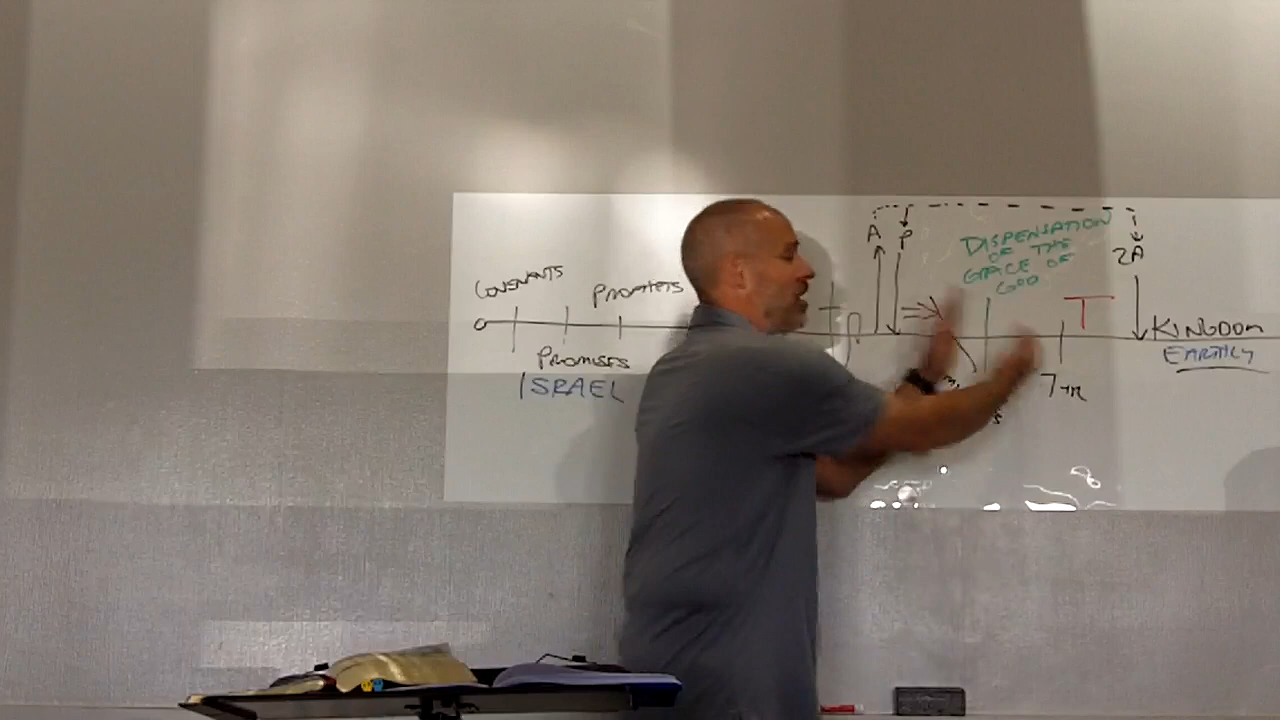 A P
DISPENSATION
OF THE
GRACE OF
GOD
2A
COVENANTS
PROPHETS
T
KINGDOM
EARTHLY
PROMISES
ISRAEL
7 YR